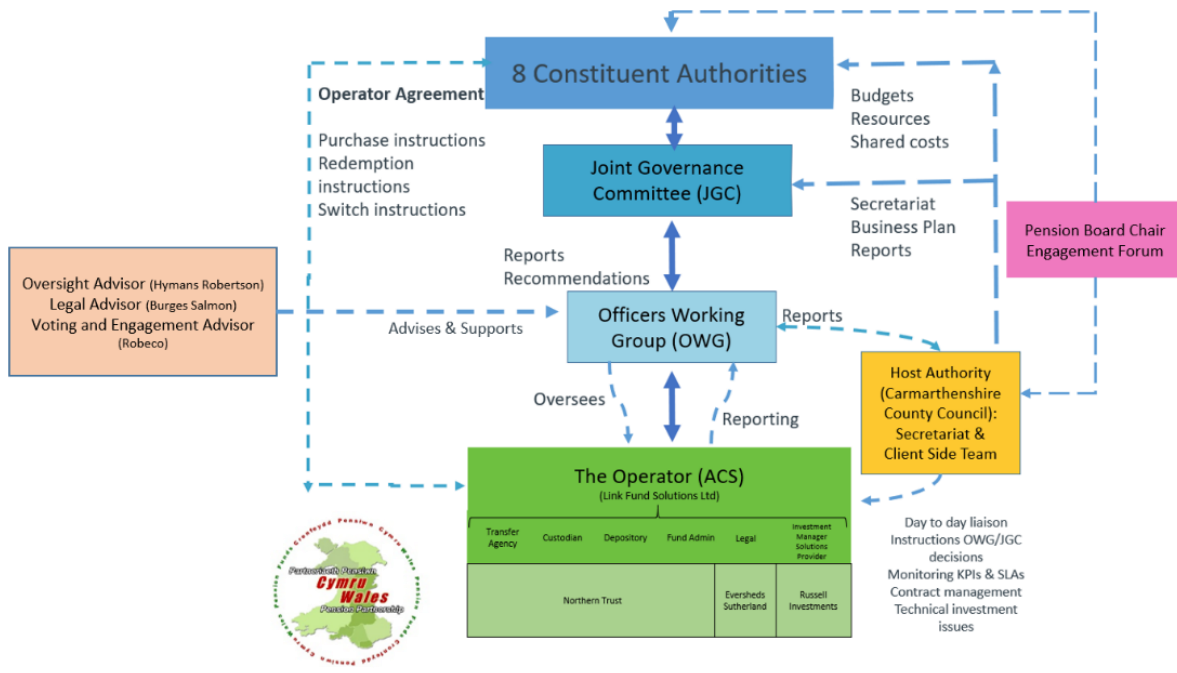 8 Constituent Authorities
Operator Agreement
Purchase instructions
Redemption
instructions
Switch instructions
Budgets
Resources
Shared costs
Joint Governance
Committee (JGC)
Secretariat
Business Plan
Reports
Pension Board Chair
Engagement Forum
Oversight Advisor (Hymans Robertson)
Legal Advisor (Burges Salmon)
Voting and Engagement Advisor
(Robeco)
Advises & Supports
Reports
Recommendations
Officers Working
Group (OWG)
Reports
Host Authority
(Carmarthenshire
County Council):
Secretariat &
Client Side Team
Oversees
Reporting
The Operator (ACS)
(Link Fund Solutions Ltd)
Transfer
Agency
Custodian
Depository
Fund Admin
Legal
Investment
Manager
Solutions
Provider
Northern Trust
Eversheds
Sutherland
Russell
Investments
Day to day liaison
Instructions OWG/JGC
decisions
Monitoring KPIs & SLAs
Contract management
Technical investment
issues
Partneriaeth Pensiwn
Cymru
Wales
Pension Partnership